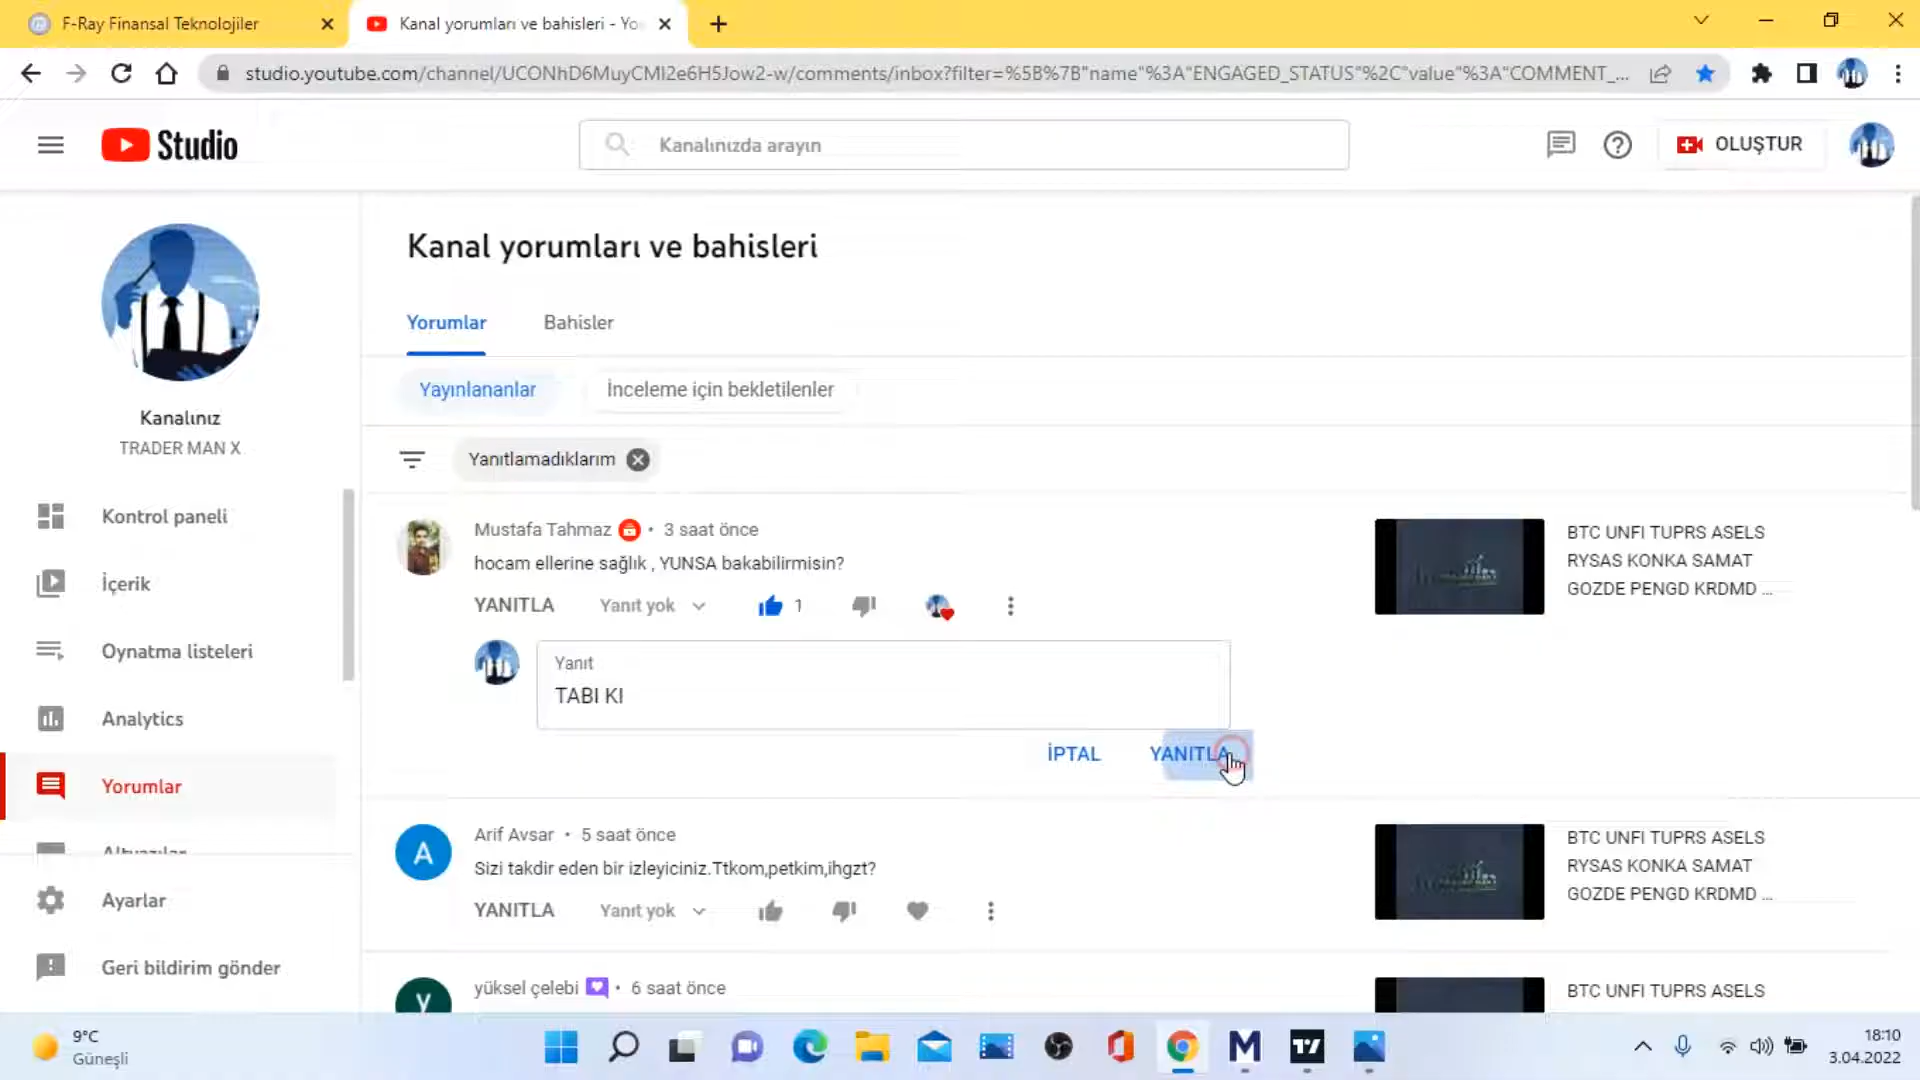 F-Ray Finansal Teknolojiler
Kanal yorumları ve bahisleri - Yo
studio.youtube.com/channel/UCONhD6MuyCMI2e6H5Jow2-w/comments/inbox?filter=%5B%7B"name"%3A"ENGAGED_STATUS"%2C"value"%3A"COMMENT_...
Studio
Kanalınızda arayın
OLUŞTUR
Kanal yorumları ve bahisleri
Yorumlar
Bahisler
Yayınlananlar
İnceleme için bekletilenler
Yanıtlamadıklarım
Kanalınız
TRADER MAN X
Kontrol paneli
İçerik
Oynatma listeleri
Analytics
Yorumlar
Altyazılar
Ayarlar
Geri bildirim gönder
Mustafa Tahmaz • 3 saat önce
hocam ellerine sağlık , YUNSA bakabilirmisin?
YANITLA
Yanıt yok
1
Yanıt
TABI KI
İPTAL
YANITLA
BTC UNFI TUPRS ASELS
RYSAS KONKA SAMAT
GOZDE PENGD KRDMD ...
A
Arif Avsar • 5 saat önce
Sizi takdir eden bir izleyiciniz.Ttkom,petkim,ihgzt?
YANITLA
Yanıt yok
BTC UNFI TUPRS ASELS
RYSAS KONKA SAMAT
GOZDE PENGD KRDMD ...
y
yüksel çelebi • 6 saat önce
BTC UNFI TUPRS ASELS
9°C
Güneşli
18:10
3.04.2022